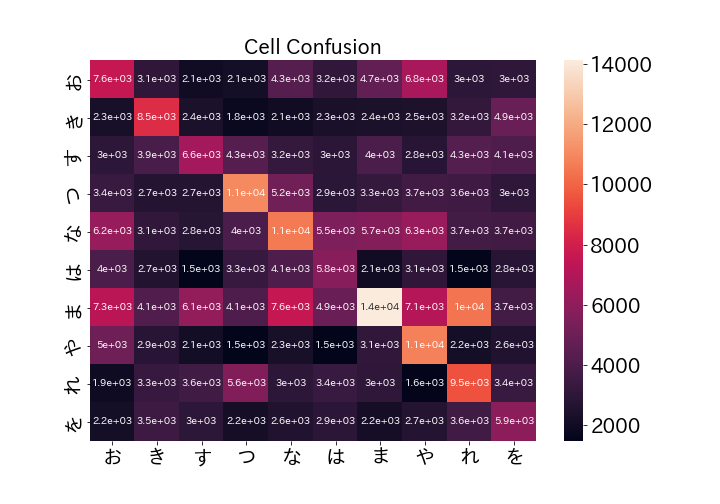 Cell Confusion
お 7.6e+03 3.1e+03 2.1e+03 2.1e+03 4.3e+03 3.2e+03 4.7e+03 6.8e+03 3e+03 3e+03
き 2.3e+03 8.5e+03 2.4e+03 1.8e+03 2.1e+03 2.3e+03 2.4e+03 2.5e+03 3.2e+03 4.9e+03
す 3e+03 3.9e+03 6.6e+03 4.3e+03 3.2e+03 3e+03 4e+03 2.8e+03 4.3e+03 4.1e+03
つ 3.4e+03 2.7e+03 2.7e+03 1.1e+04 5.2e+03 2.9e+03 3.3e+03 3.7e+03 3.6e+03 3e+03
な 6.2e+03 3.1e+03 2.8e+03 4e+03 1.1e+04 5.5e+03 5.7e+03 6.3e+03 3.7e+03 3.7e+03
は 4e+03 2.7e+03 1.5e+03 3.3e+03 4.1e+03 5.8e+03 2.1e+03 3.1e+03 1.5e+03 2.8e+03
ま 7.3e+03 4.1e+03 6.1e+03 4.1e+03 7.6e+03 4.9e+03 1.4e+04 7.1e+03 1e+04 3.7e+03
や 5e+03 2.9e+03 2.1e+03 1.5e+03 2.3e+03 1.5e+03 3.1e+03 1.1e+04 2.2e+03 2.6e+03
れ 1.9e+03 3.3e+03 3.6e+03 5.6e+03 3e+03 3.4e+03 3e+03 1.6e+03 9.5e+03 3.4e+03
を 2.2e+03 3.5e+03 3e+03 2.2e+03 2.6e+03 2.9e+03 2.2e+03 2.7e+03 3.6e+03 5.9e+03
お き す つ な は ま や れ を
14000
12000
10000
8000
6000
4000
2000